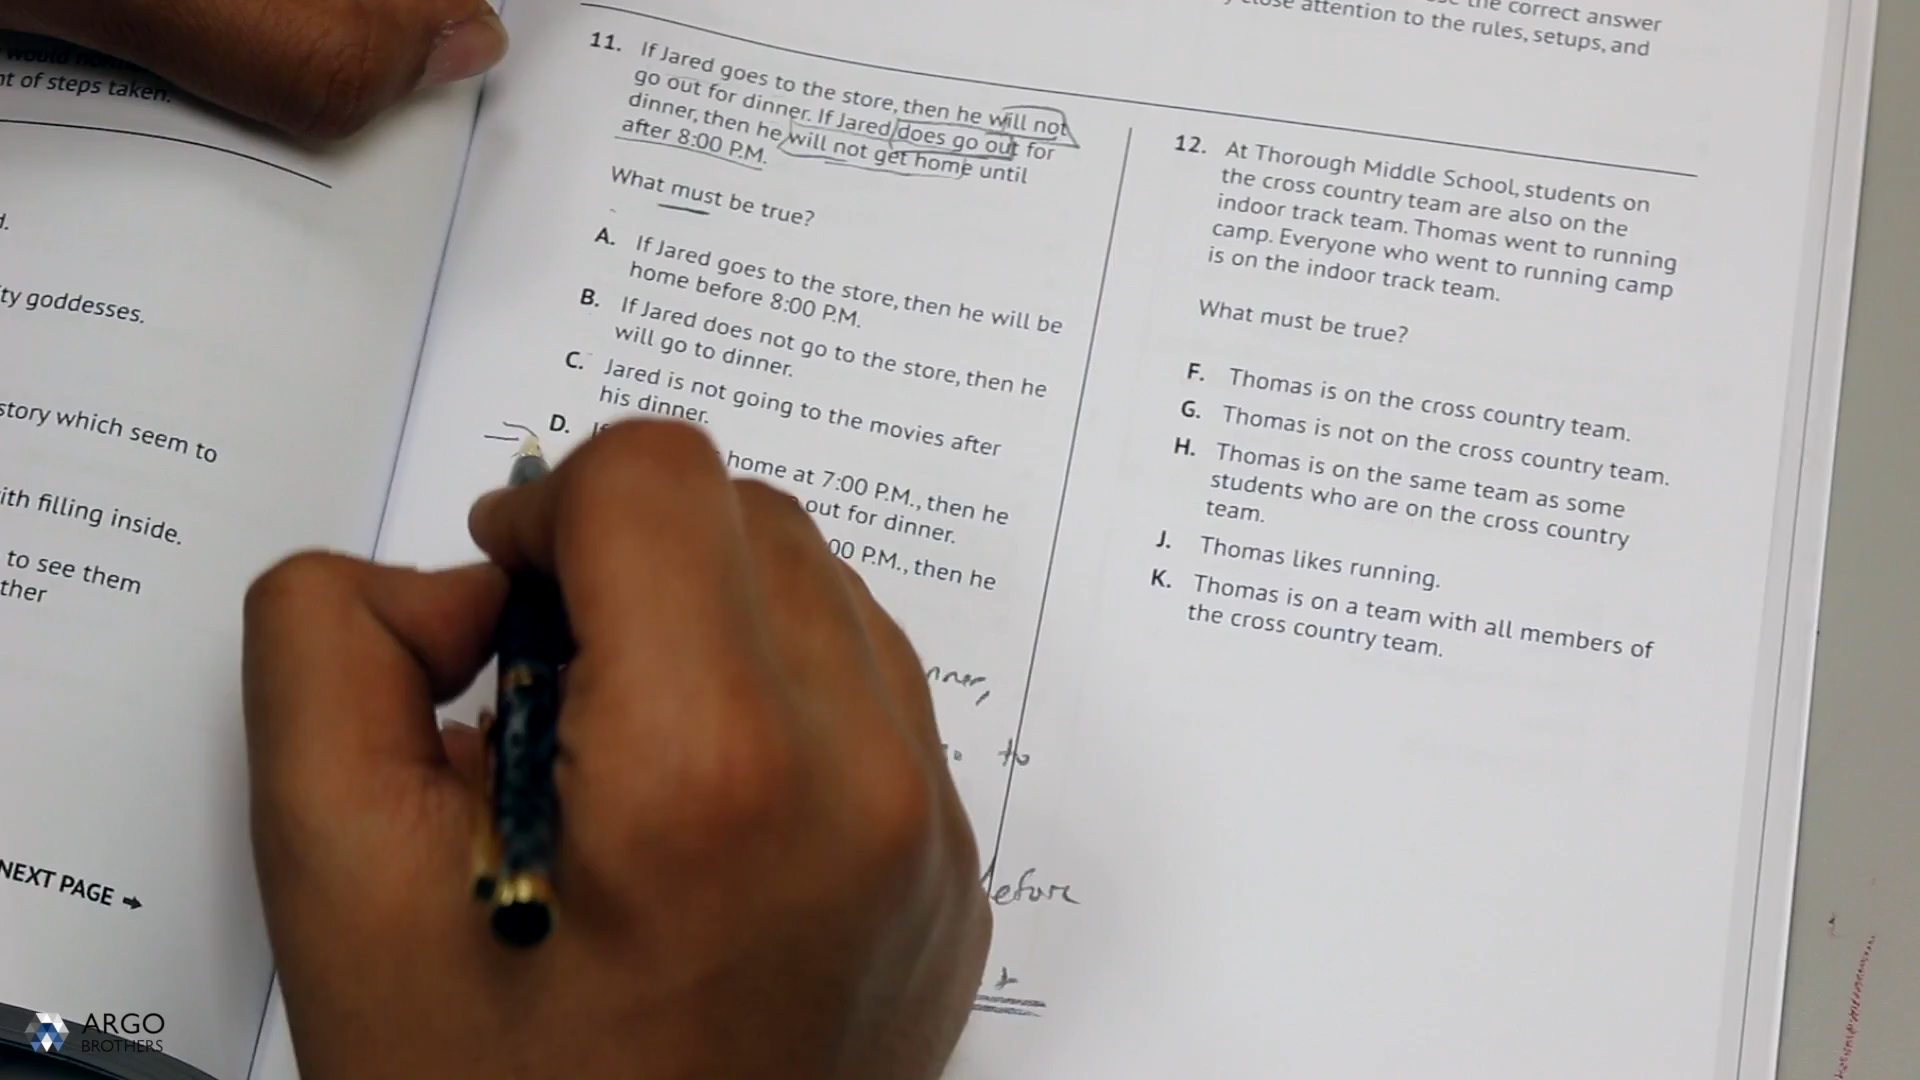 the correct answer
attention to the rules, setups, and
nt of steps taken.
ty goddesses.
story which seem to
ith filling inside.
to see them
ther
NEXT PAGE
11. If Jared goes to the store, then he will not
go out for dinner. If Jared does go out for
dinner, then he will not get home until
after 8:00 P.M.
What must be true?
A. If Jared goes to the store, then he will be
home before 8:00 P.M.
B. If Jared does not go to the store, then he
will go to dinner.
C. Jared is not going to the movies after
his dinner.
D. If
home at 7:00 P.M., then he
out for dinner.
00 P.M., then he
nner,
to
before
12. At Thorough Middle School, students on
the cross country team are also on the
indoor track team. Thomas went to running
camp. Everyone who went to running camp
is on the indoor track team.
What must be true?
F. Thomas is on the cross country team.
G. Thomas is not on the cross country team.
H. Thomas is on the same team as some
students who are on the cross country
team.
J. Thomas likes running.
K. Thomas is on a team with all members of
the cross country team.
ARGO
BROTHERS